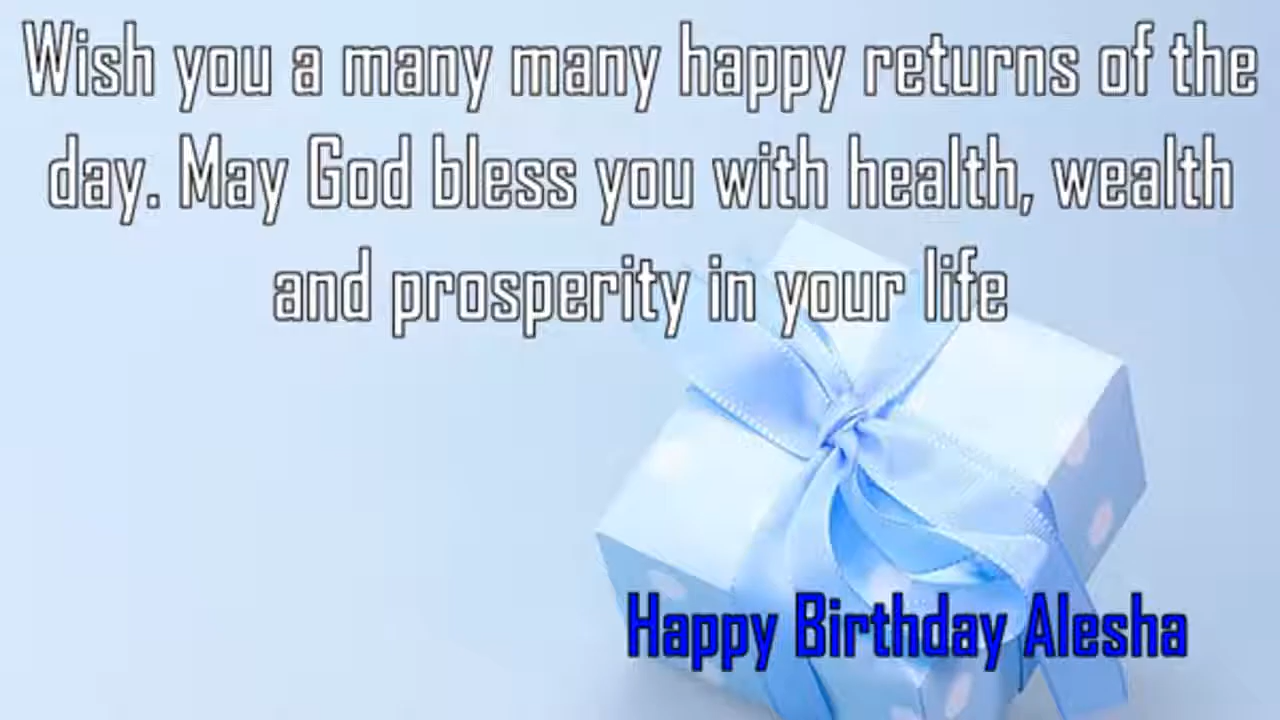 Wish you a many many happy returns of the
day. May God bless you with health, wealth
and prosperity in your life
Happy Birthday Alesha